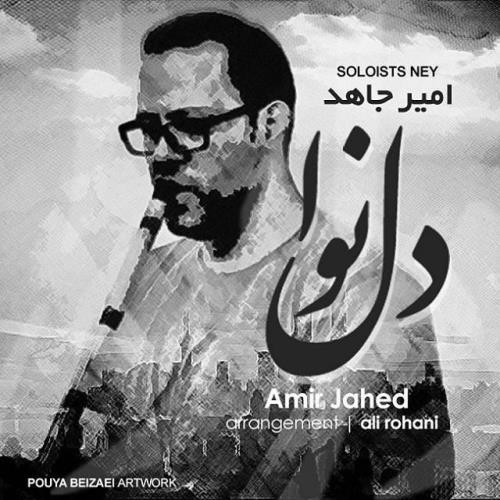 SOLOISTS NEY
امیر جاهد
دل نوا
Amir Jahed
arrangement | ali rohani
POUYA BEIZAEI ARTWORK